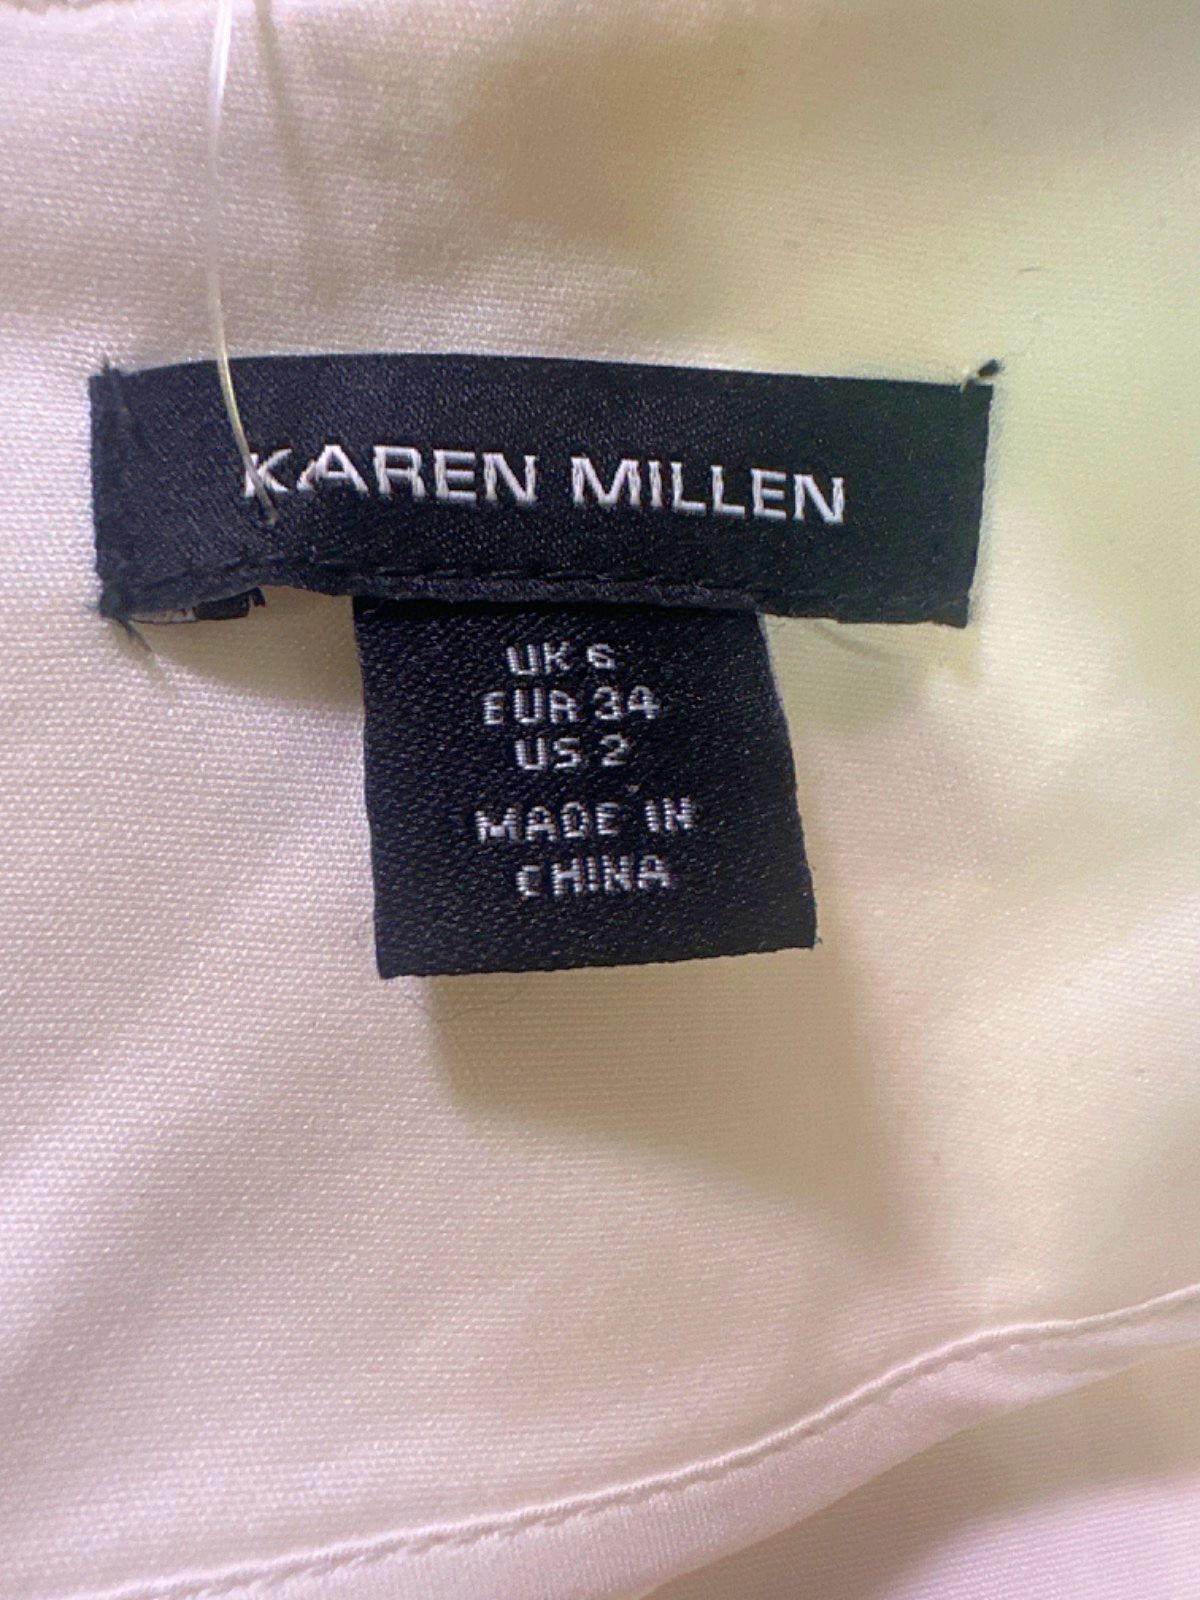 KAREN MILLEN
UK 6
EUR 34
US 2
MADE IN
CHINA